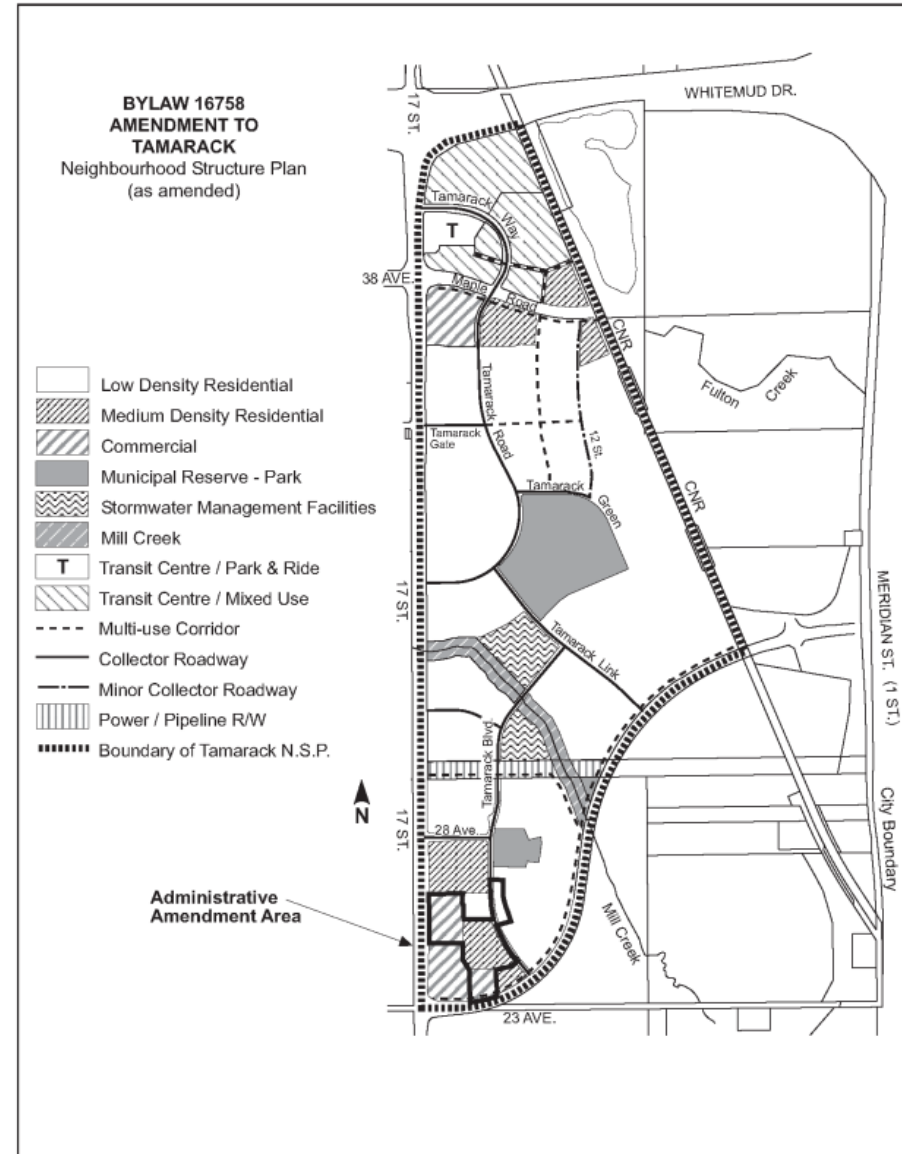 BYLAW 16758
AMENDMENT TO
TAMARACK
Neighbourhood Structure Plan
(as amended)
17 ST.
WHITEMUD DR.
Tamarack
Way
T
38 AVE.
Maple Road
CNR
Fulton
Creek
Low Density Residential
Medium Density Residential
Commercial
Municipal Reserve - Park
Stormwater Management Facilities
Mill Creek
T Transit Centre / Park & Ride
Transit Centre / Mixed Use
Multi-use Corridor
Collector Roadway
Minor Collector Roadway
Power / Pipeline R/W
Boundary of Tamarack N.S.P.
Tamarack
Road
Tamarack
Gate
12 St.
Tamarack
Green
CNR
17 ST.
MERIDIAN ST. (1 ST.)
Tamarack Link
Tamarack Blvd.
N
17 ST.
28 Ave.
City Boundary
Administrative
Amendment Area
Mill Creek
23 AVE.